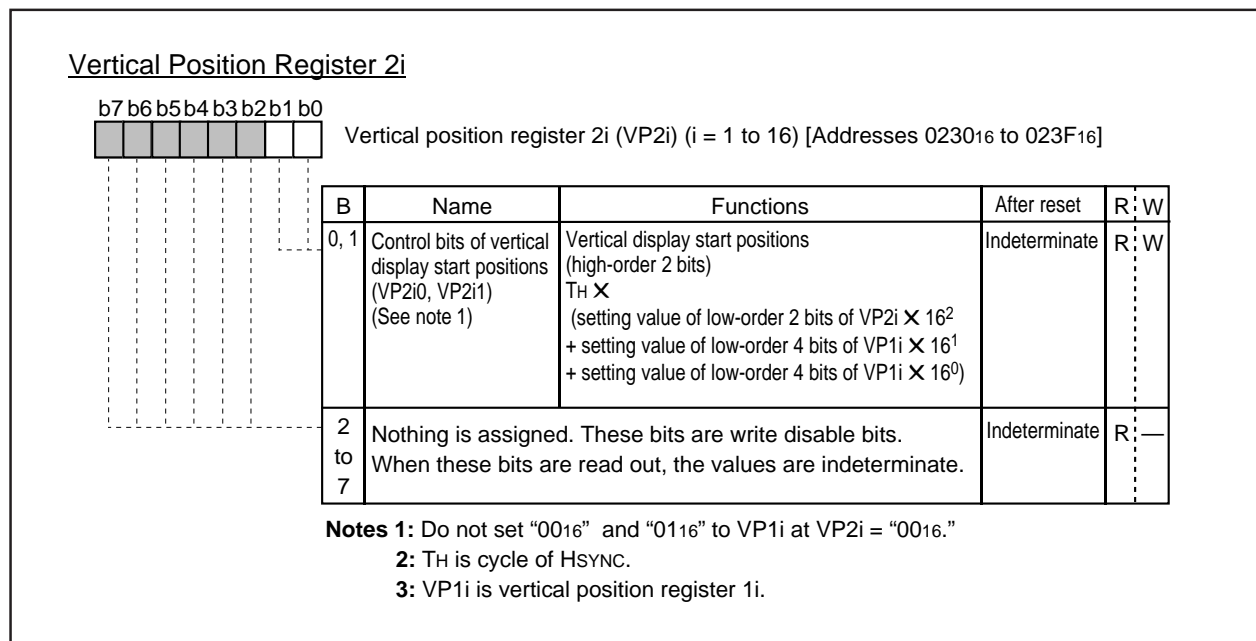 Vertical Position Register 2i
b7 b6 b5 b4 b3 b2 b1 b0
Vertical position register 2i (VP2i) (i = 1 to 16) [Addresses 023016 to 023F16]
B Name Functions After reset R W
0, 1 Control bits of vertical display start positions (VP2i0, VP2i1) (See note 1)
Vertical display start positions
(high-order 2 bits)
TH ×
(setting value of low-order 2 bits of VP2i × 16²
+ setting value of low-order 4 bits of VP1i × 16¹
+ setting value of low-order 4 bits of VP1i × 16⁰)
Indeterminate R W
2 to 7
Nothing is assigned. These bits are write disable bits.
When these bits are read out, the values are indeterminate.
Indeterminate R —
Notes 1: Do not set “0016” and “0116” to VP1i at VP2i = “0016.”
2: TH is cycle of HSYNC.
3: VP1i is vertical position register 1i.